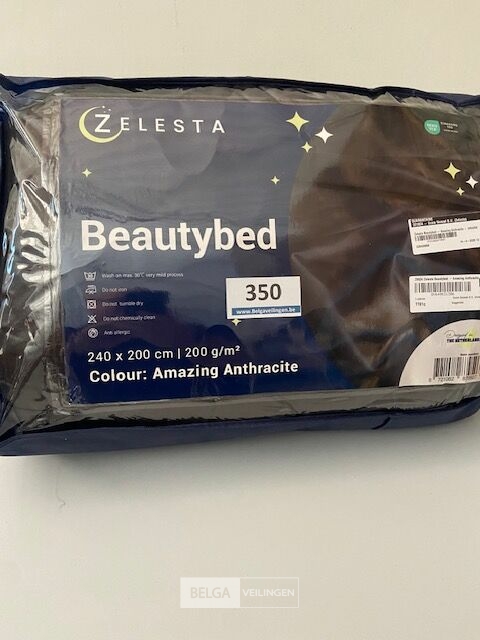 ZELESTA
Beautybed
Wash on max. 30°C very mild process
Do not iron
Do not tumble dry
Do not chemically clean
Anti allergic
350
www.Belgaveilingen.be
240 x 200 cm | 200 g/m²
Colour: Amazing Anthracite
Designed in
THE NETHERLANDS
BELGA VEILINGEN